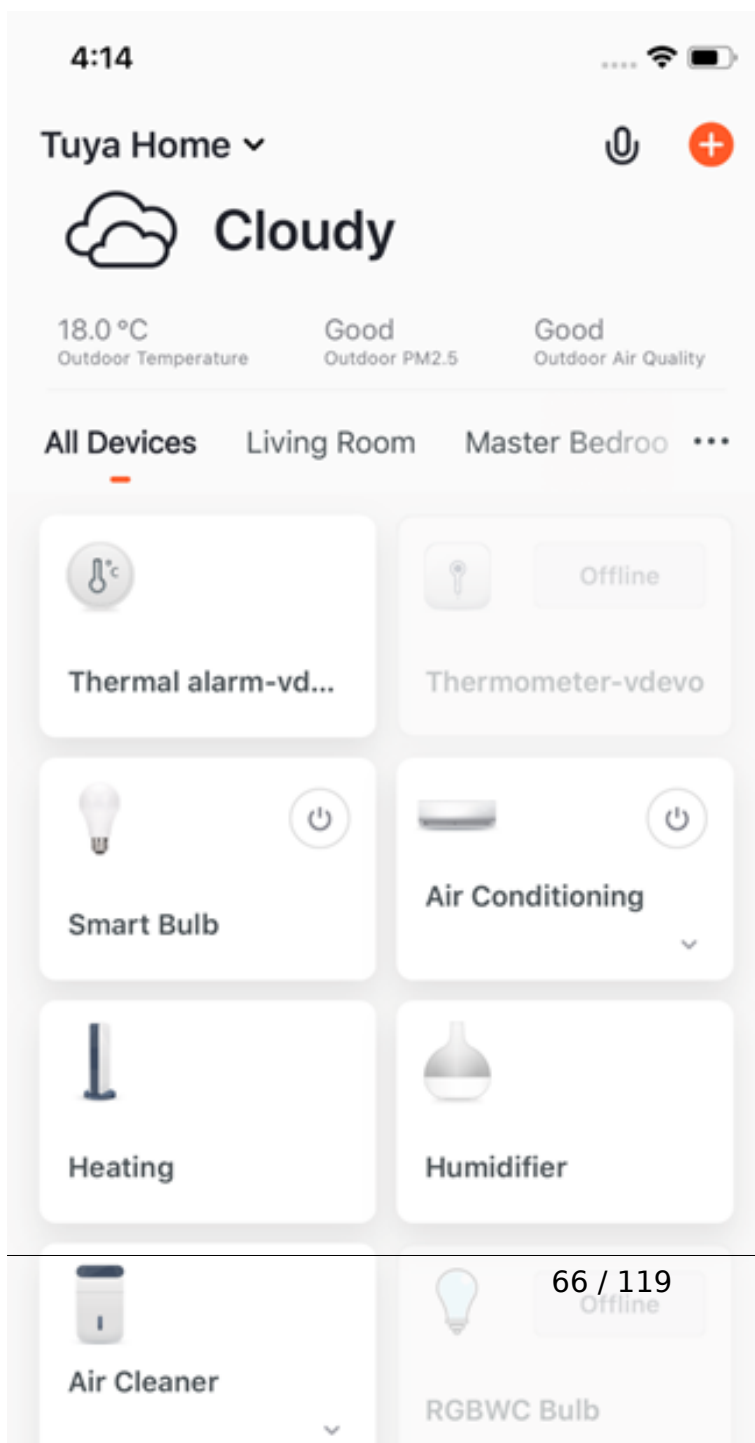 4:14
Tuya Home
Cloudy
18.0 °C Good Good
Outdoor Temperature Outdoor PM2.5 Outdoor Air Quality
All Devices Living Room Master Bedroo ...
°c
Offline
Thermal alarm-vd... Thermometer-vdevo
Air Conditioning
Smart Bulb
Heating Humidifier
66 / 119
Offline
Air Cleaner
RGBWC Bulb